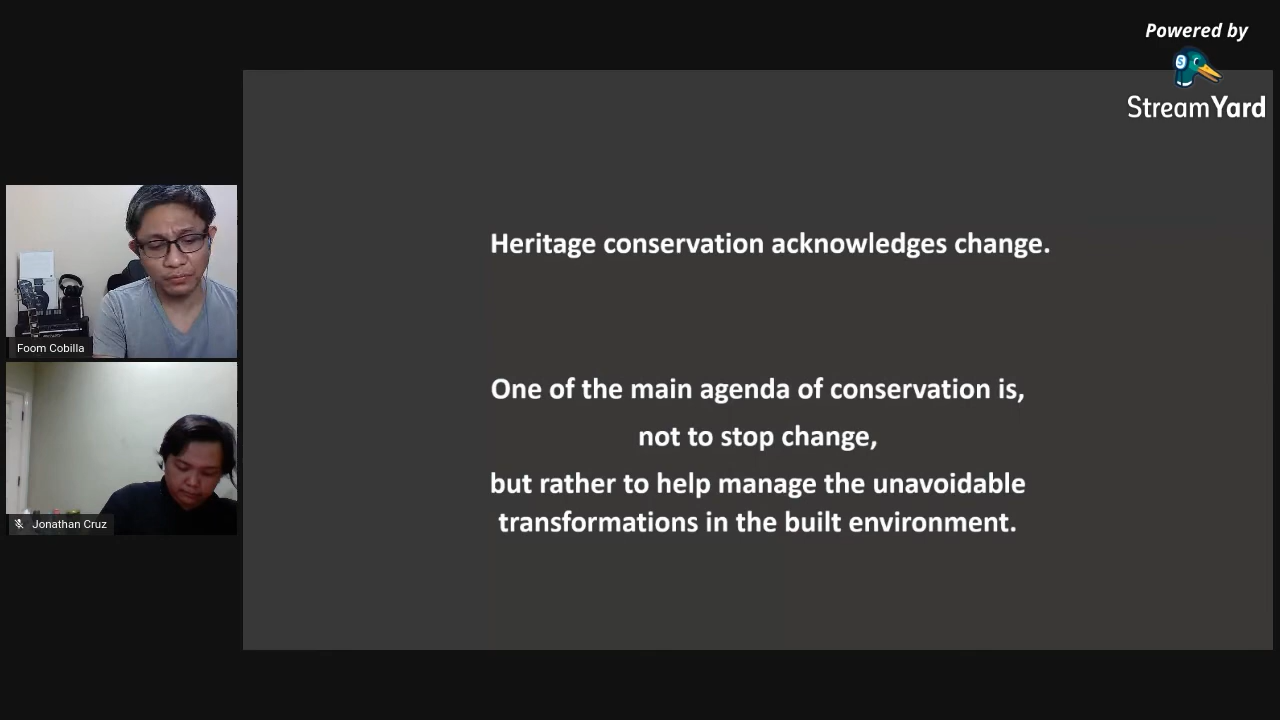 Powered by
StreamYard
Heritage conservation acknowledges change.
One of the main agenda of conservation is,
not to stop change,
but rather to help manage the unavoidable
transformations in the built environment.
Foom Cobilla
Jonathan Cruz